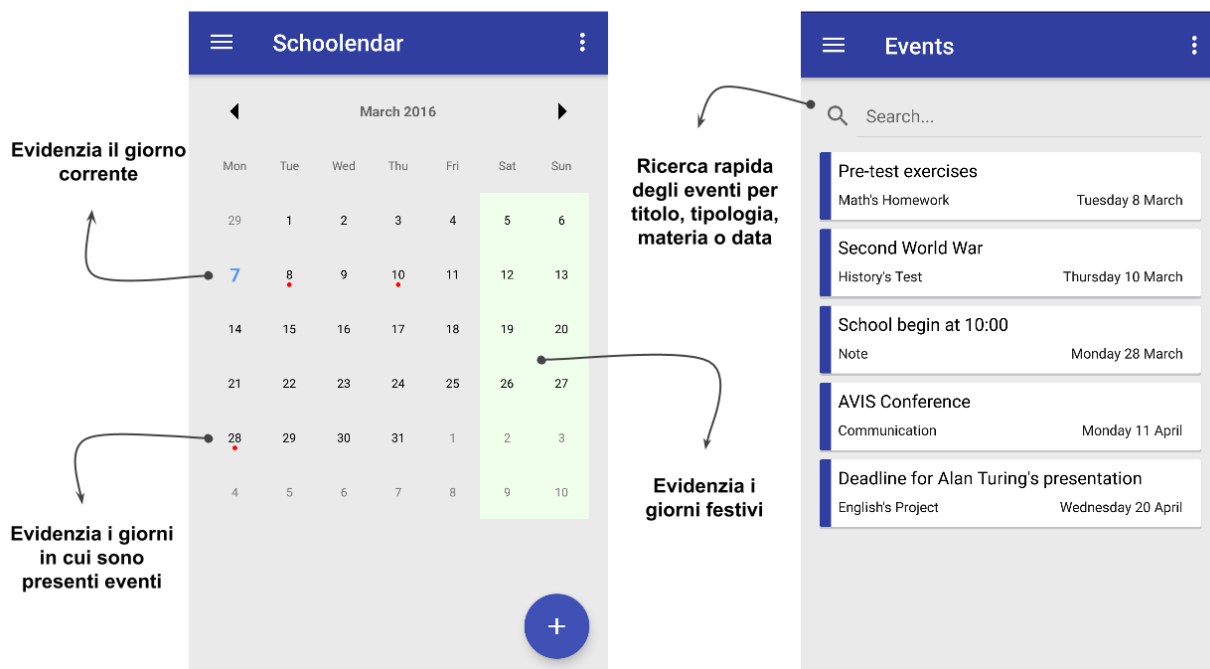 Schoolendar
March 2016
Mon Tue Wed Thu Fri Sat Sun
29 1 2 3 4 5 6
7 8 9 10 11 12 13
14 15 16 17 18 19 20
21 22 23 24 25 26 27
28 29 30 31 1 2 3
4 5 6 7 8 9 10
+
Evidenzia il giorno
corrente
Evidenzia i giorni
in cui sono
presenti eventi
Ricerca rapida
degli eventi per
titolo, tipologia,
materia o data
Evidenzia i
giorni festivi
Events
Search...
Pre-test exercises
Math's Homework Tuesday 8 March
Second World War
History's Test Thursday 10 March
School begin at 10:00
Note Monday 28 March
AVIS Conference
Communication Monday 11 April
Deadline for Alan Turing's presentation
English's Project Wednesday 20 April